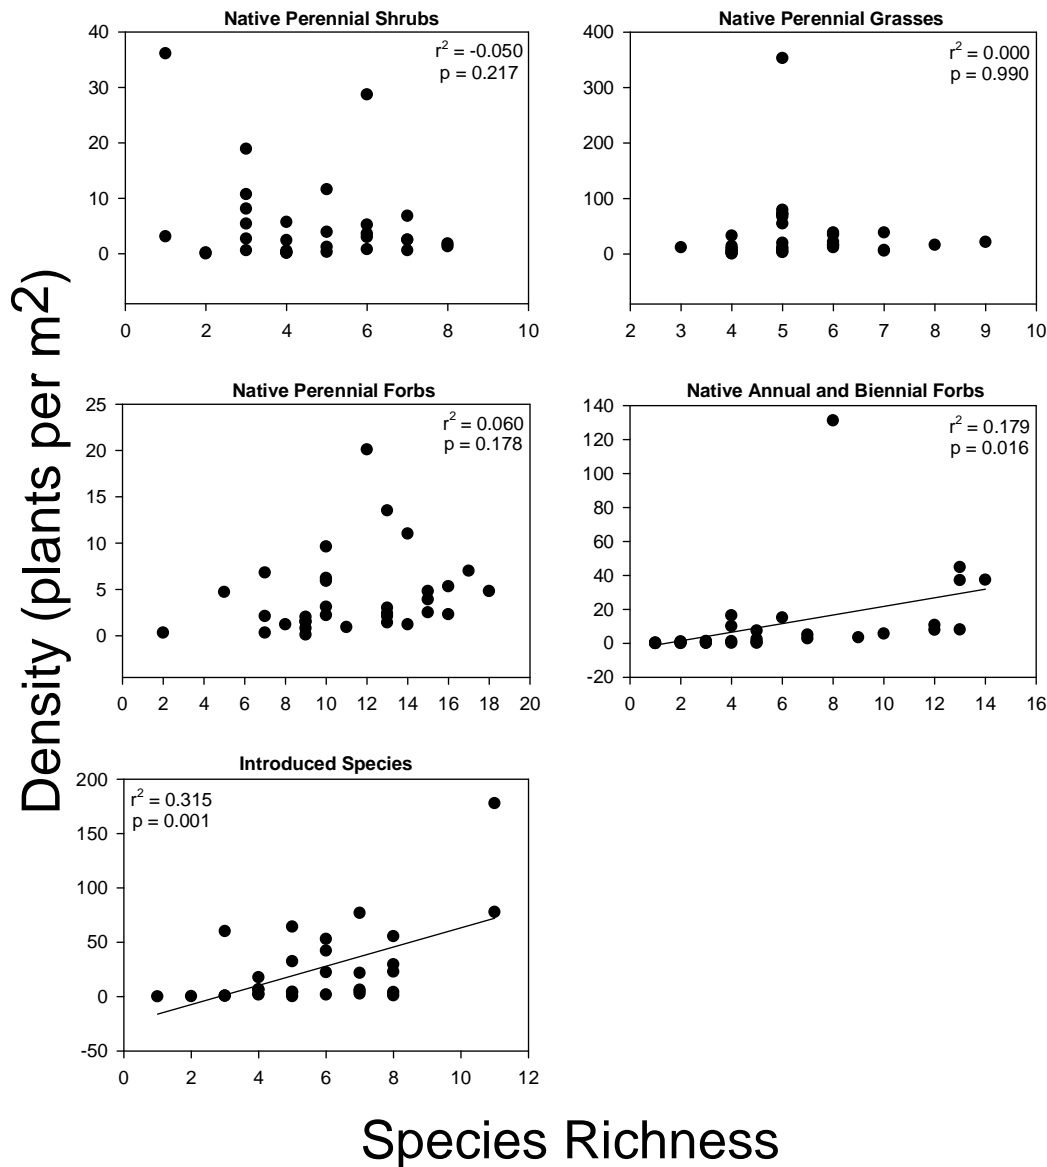 Native Perennial Shrubs
r² = -0.050
p = 0.217
40
30
20
10
0
0 2 4 6 8 10
Native Perennial Grasses
r² = 0.000
p = 0.990
400
300
200
100
0
2 3 4 5 6 7 8 9 10
Native Perennial Forbs
r² = 0.060
p = 0.178
25
20
15
10
5
0
0 2 4 6 8 10 12 14 16 18 20
Native Annual and Biennial Forbs
r² = 0.179
p = 0.016
140
120
100
80
60
40
20
0
-20
0 2 4 6 8 10 12 14 16
Introduced Species
r² = 0.315
p = 0.001
200
150
100
50
0
-50
0 2 4 6 8 10 12
Density (plants per m²)
Species Richness